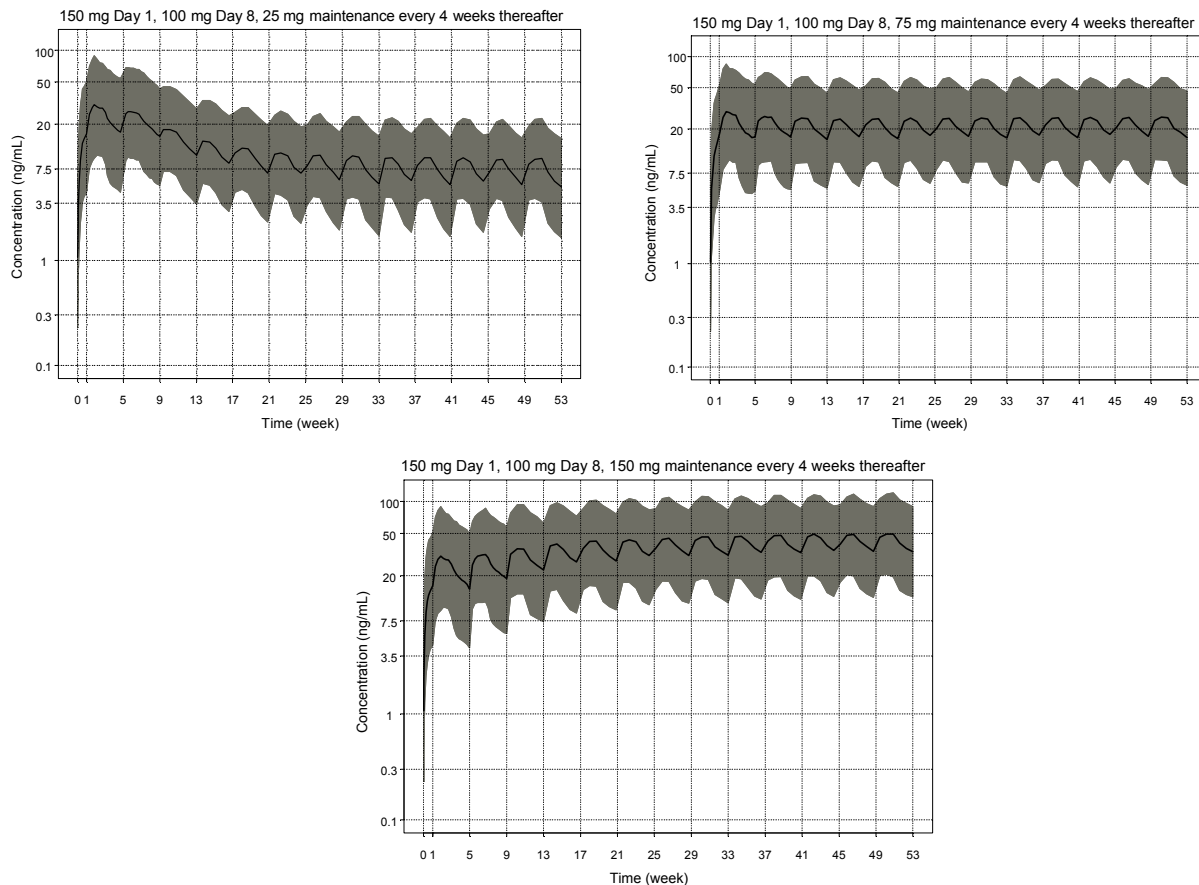 150 mg Day 1, 100 mg Day 8, 25 mg maintenance every 4 weeks thereafter
Concentration (ng/mL)
100
50
20
7.5
3.5
1
0.3
0.1
0 1 5 9 13 17 21 25 29 33 37 41 45 49 53
Time (week)
150 mg Day 1, 100 mg Day 8, 75 mg maintenance every 4 weeks thereafter
Concentration (ng/mL)
100
50
20
7.5
3.5
1
0.3
0.1
0 1 5 9 13 17 21 25 29 33 37 41 45 49 53
Time (week)
150 mg Day 1, 100 mg Day 8, 150 mg maintenance every 4 weeks thereafter
Concentration (ng/mL)
100
50
20
7.5
3.5
1
0.3
0.1
0 1 5 9 13 17 21 25 29 33 37 41 45 49 53
Time (week)